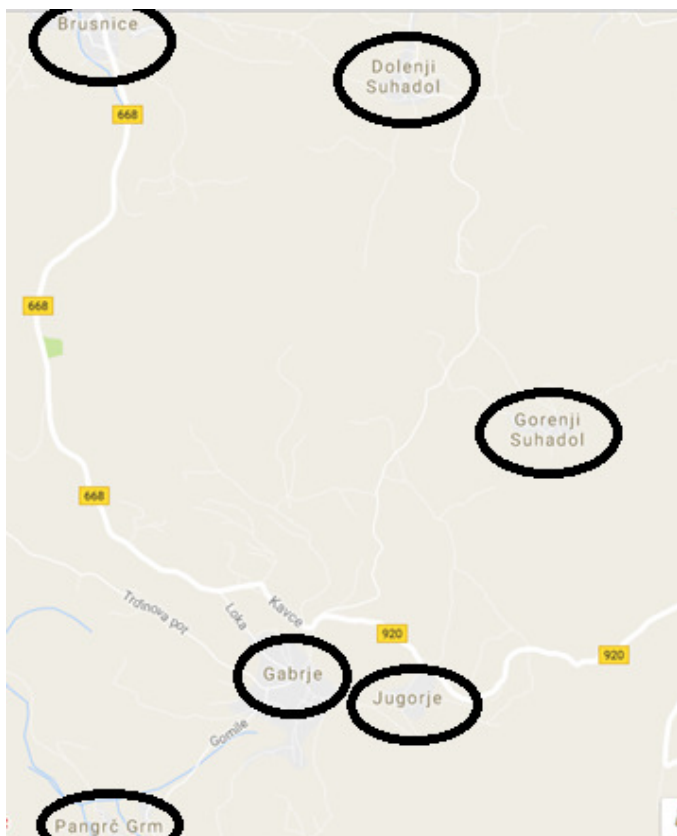 Brusnice
Dolenji
Suhadol
668
668
Gorenji
Suhadol
668
Trdinova pot
Loka
Kavce
920
920
Gabrje
Jugorje
Gomile
Pangrč Grm